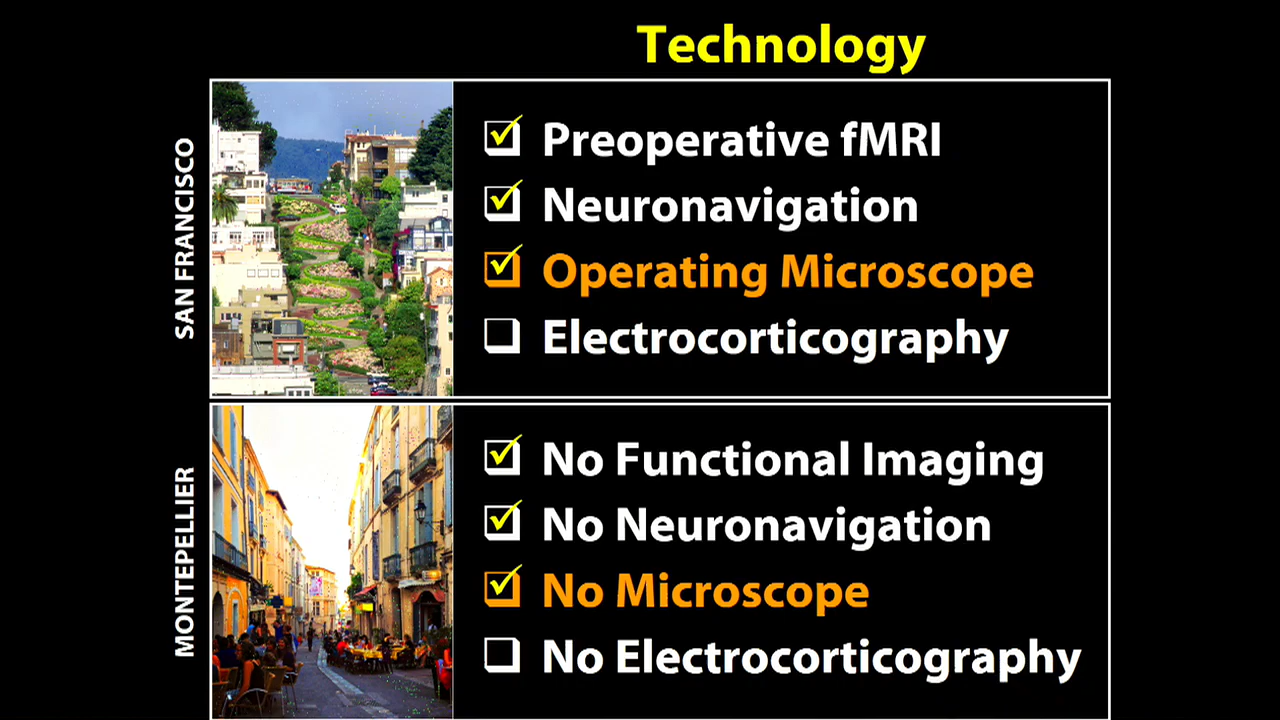 Technology
SAN FRANCISCO
Preoperative fMRI
Neuronavigation
Operating Microscope
Electrocorticography
MONTEPELLIER
No Functional Imaging
No Neuronavigation
No Microscope
No Electrocorticography